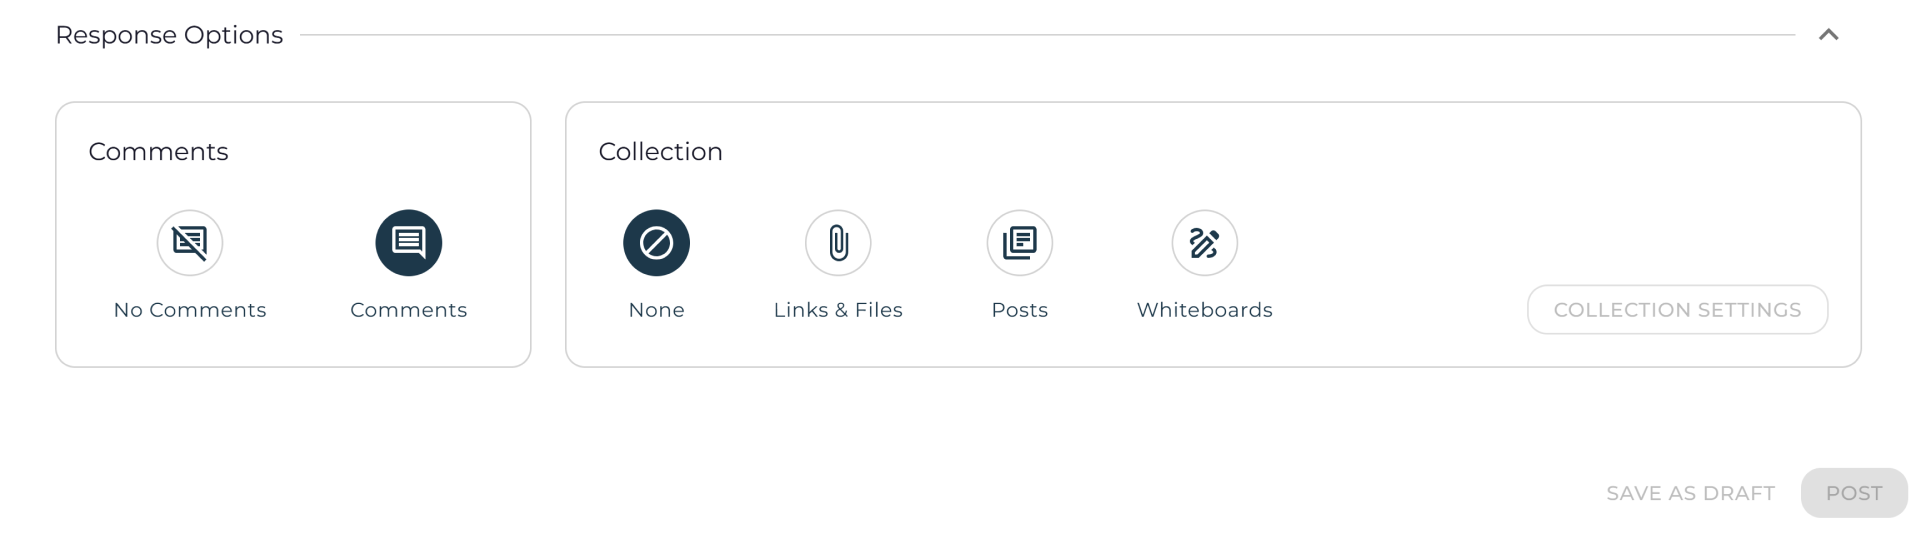 Response Options
Comments
No Comments
Comments
Collection
None
Links & Files
Posts
Whiteboards
COLLECTION SETTINGS
SAVE AS DRAFT
POST